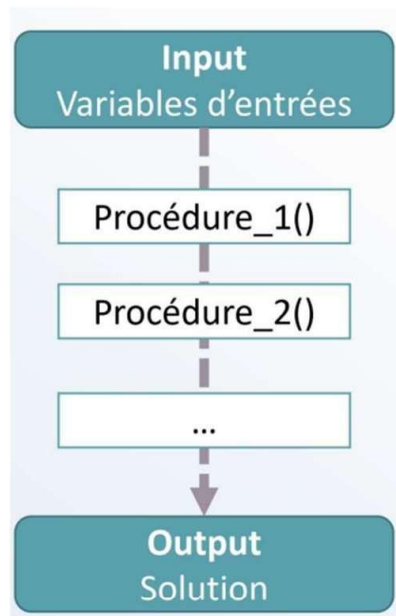 Input
Variables d'entrées
Procédure_1()
Procédure_2()
...
Output
Solution